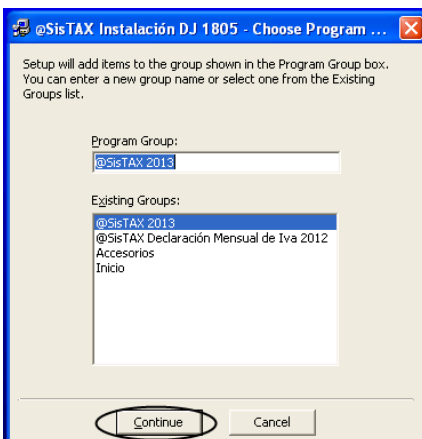 @SisTAX Instalación DJ 1805 - Choose Program ...
Setup will add items to the group shown in the Program Group box.
You can enter a new group name or select one from the Existing
Groups list.
Program Group:
@SisTAX 2013
Existing Groups:
@SisTAX 2013
@SisTAX Declaración Mensual de Iva 2012
Accesorios
Inicio
Continue
Cancel